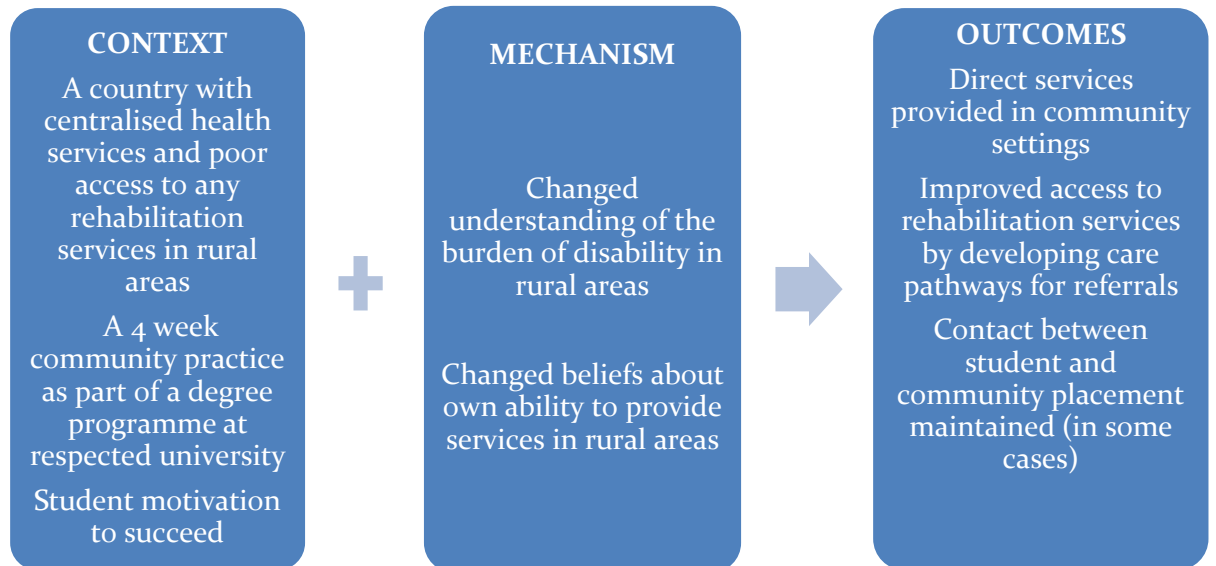 CONTEXT
A country with
centralised health
services and poor
access to any
rehabilitation
services in rural
areas
A 4 week
community practice
as part of a degree
programme at
respected university
Student motivation
to succeed
MECHANISM
Changed
understanding of the
burden of disability in
rural areas
Changed beliefs about
own ability to provide
services in rural areas
OUTCOMES
Direct services
provided in community
settings
Improved access to
rehabilitation services
by developing care
pathways for referrals
Contact between
student and
community placement
maintained (in some
cases)